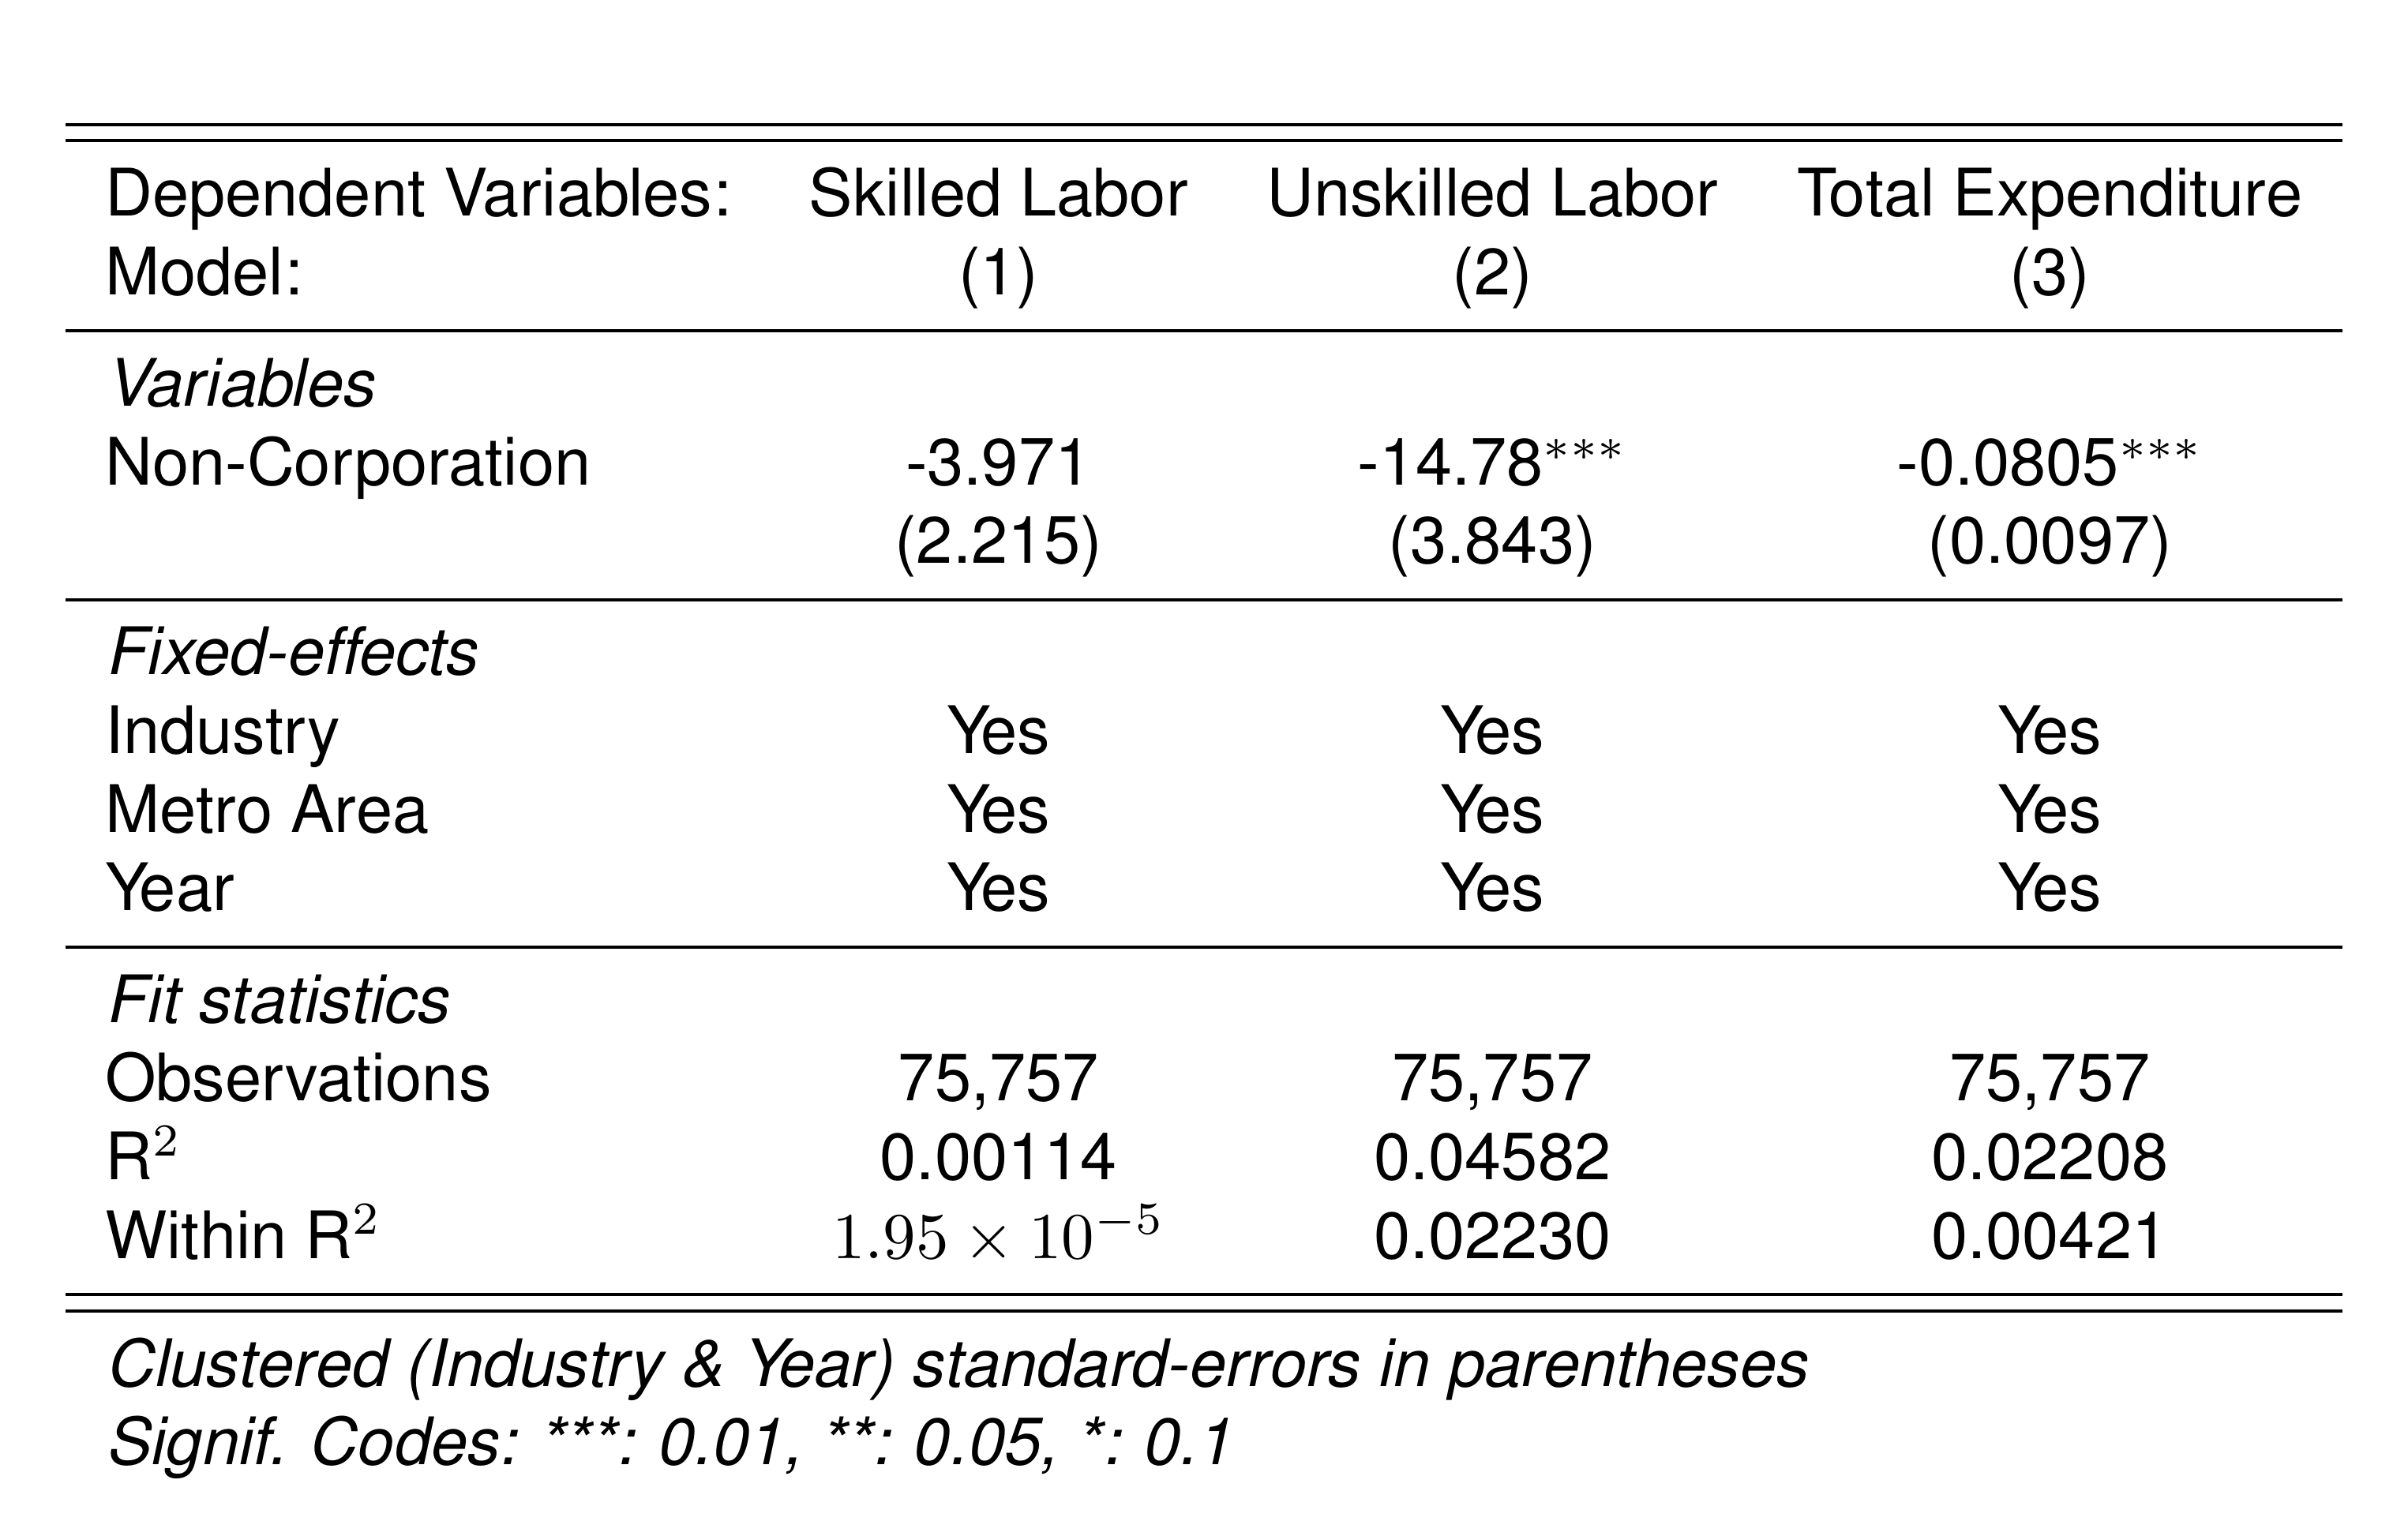 Dependent Variables: Skilled Labor Unskilled Labor Total Expenditure
Model: (1) (2) (3)
Variables
Non-Corporation -3.971 -14.78*** -0.0805***
(2.215) (3.843) (0.0097)
Fixed-effects
Industry Yes Yes Yes
Metro Area Yes Yes Yes
Year Yes Yes Yes
Fit statistics
Observations 75,757 75,757 75,757
R² 0.00114 0.04582 0.02208
Within R² 1.95 × 10⁻⁵ 0.02230 0.00421
Clustered (Industry & Year) standard-errors in parentheses
Signif. Codes: ***: 0.01, **: 0.05, *: 0.1